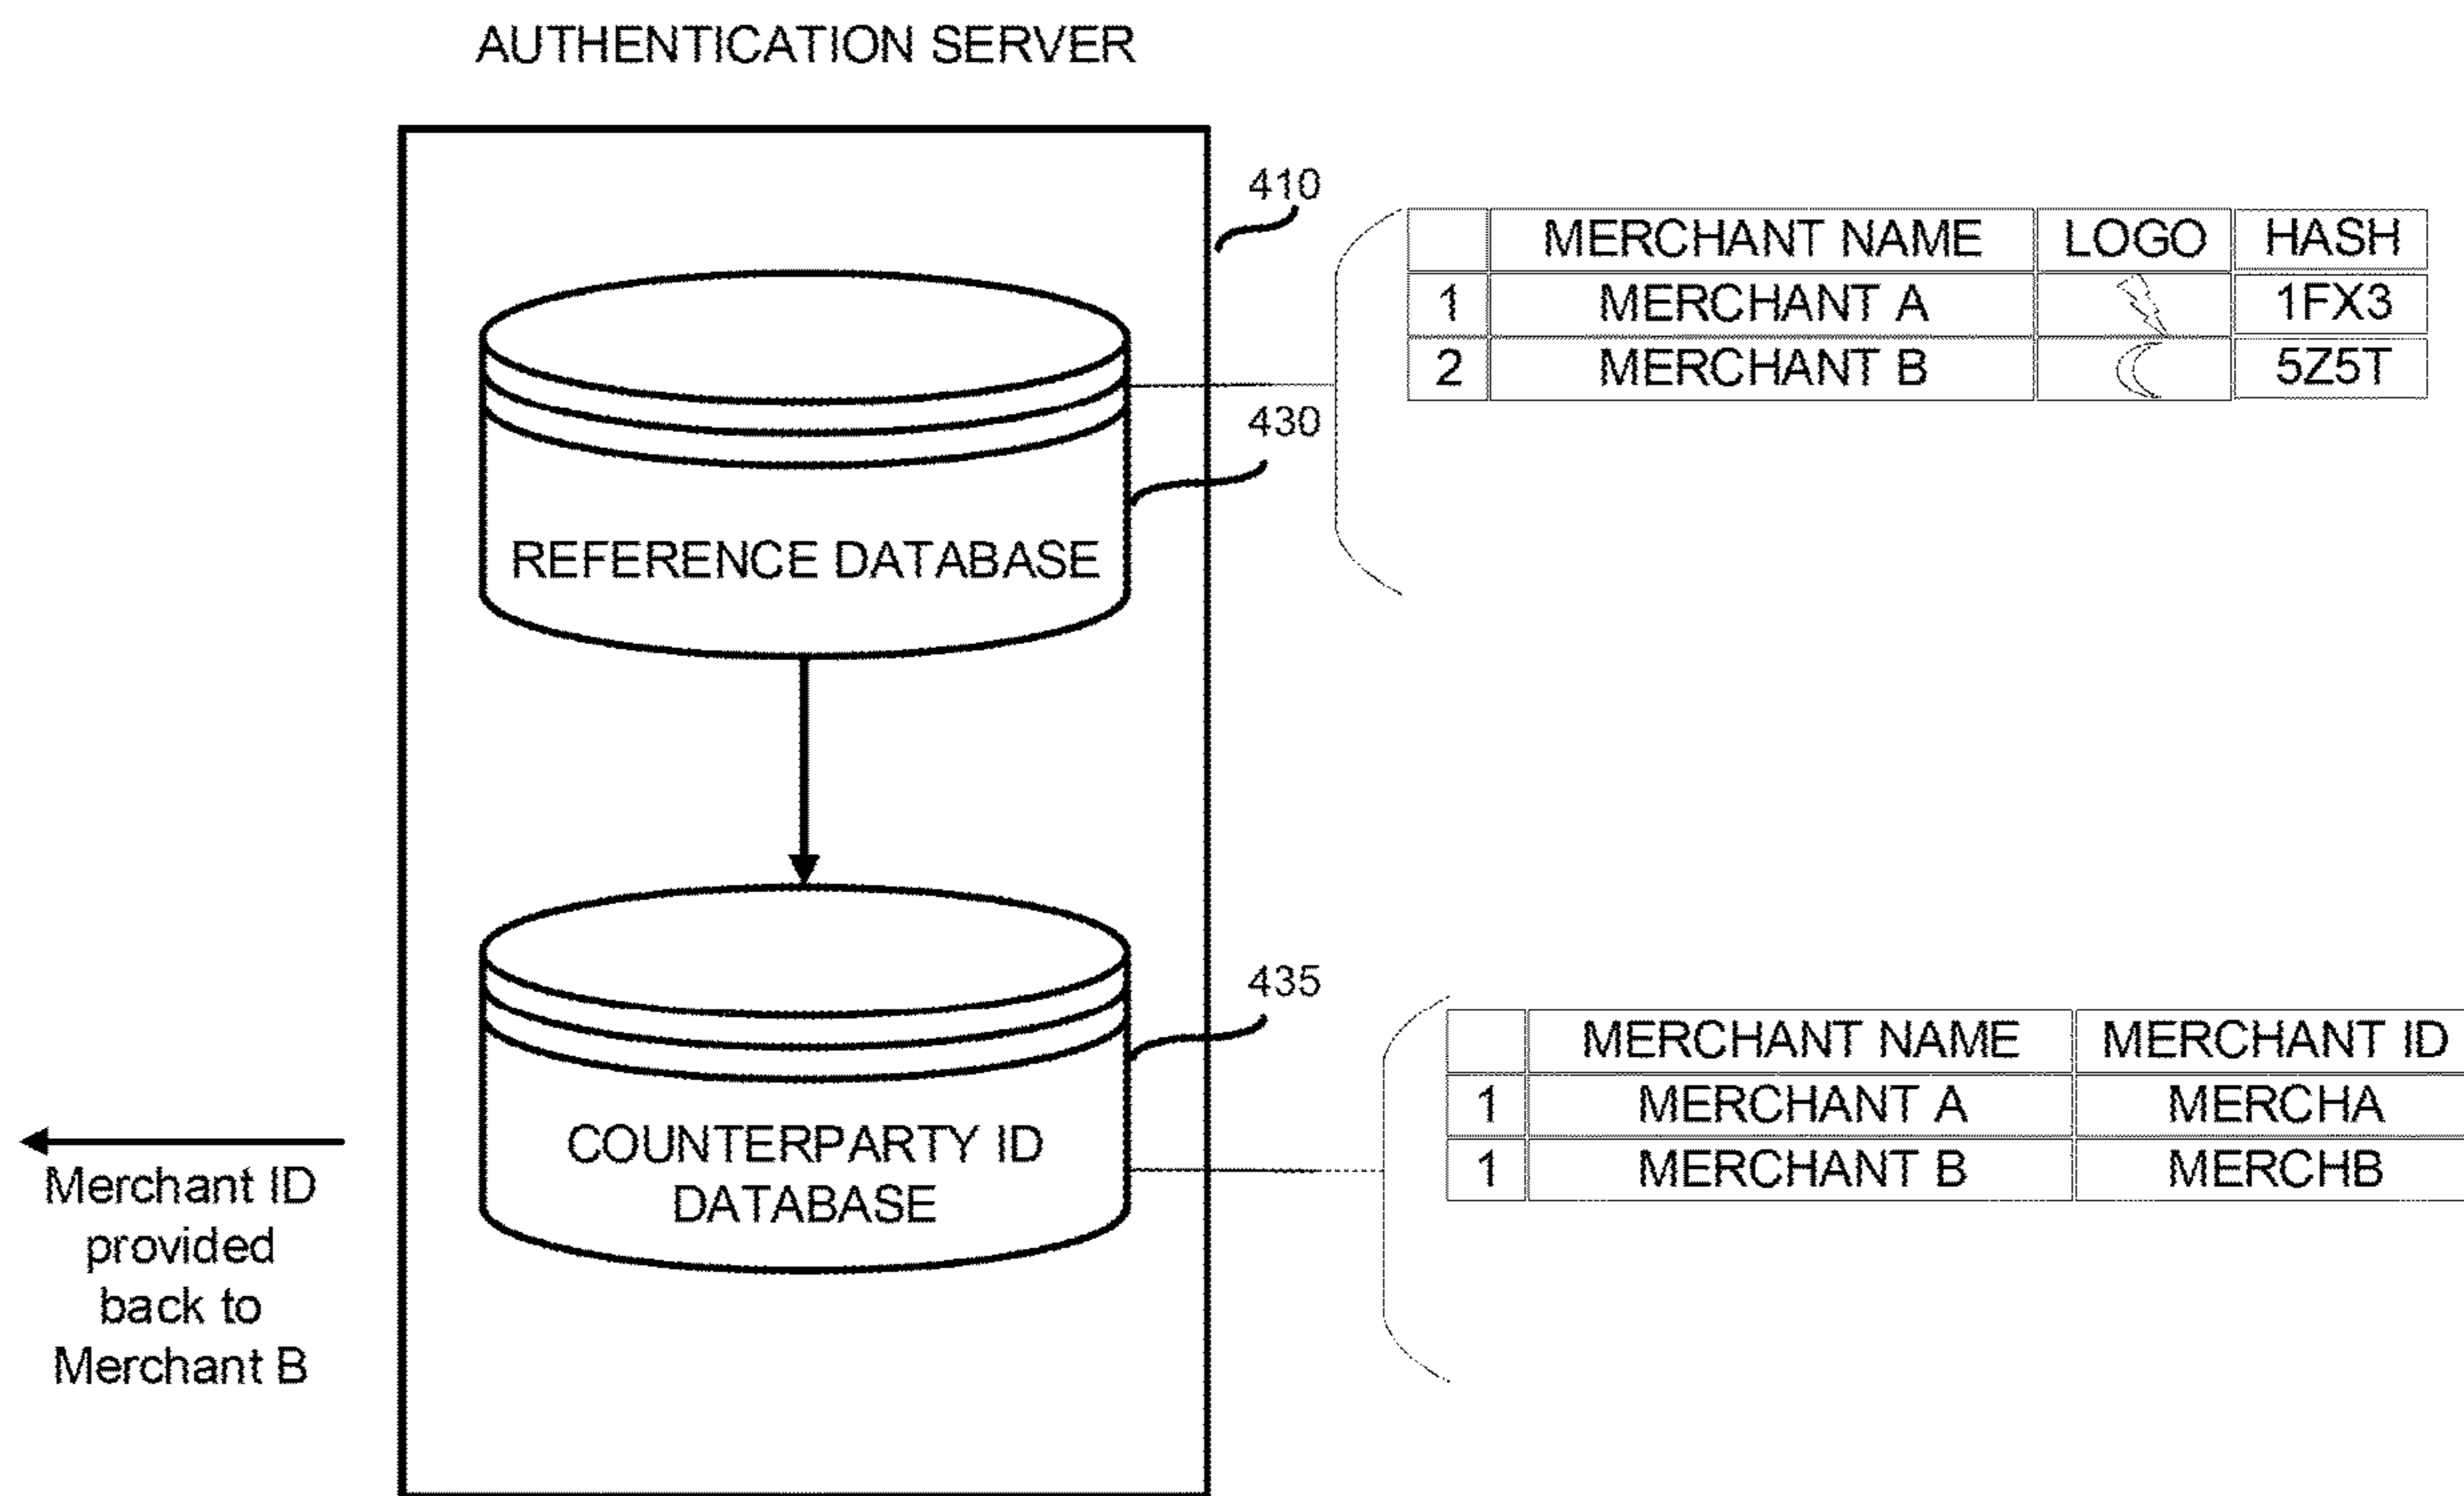 AUTHENTICATION SERVER
410
MERCHANT NAME LOGO HASH
1 MERCHANT A 1FX3
2 MERCHANT B 5Z5T
430
REFERENCE DATABASE
435
MERCHANT NAME MERCHANT ID
1 MERCHANT A MERCHA
1 MERCHANT B MERCHB
COUNTERPARTY ID
DATABASE
Merchant ID
provided
back to
Merchant B